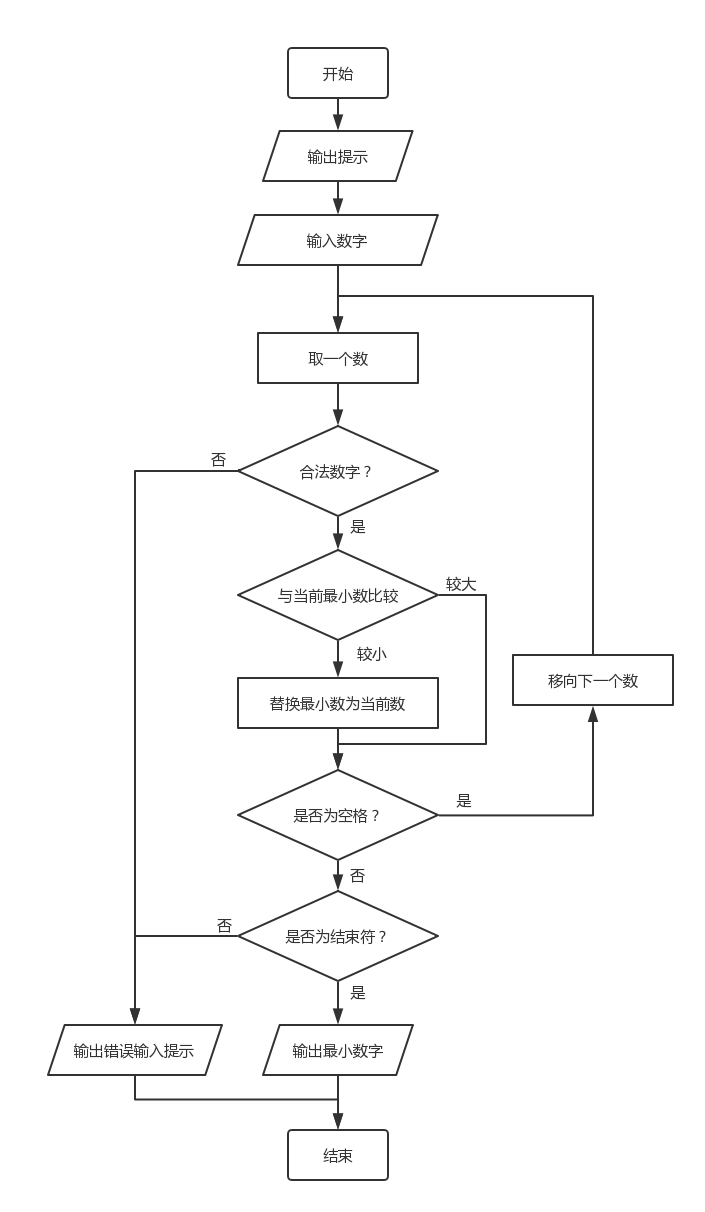 开始
输出提示
输入数字
取一个数
合法数字？
否
是
与当前最小数比较
较大
较小
替换最小数为当前数
移向下一个数
是否为空格？
是
否
是否为结束符？
否
是
输出错误输入提示
输出最小数字
结束